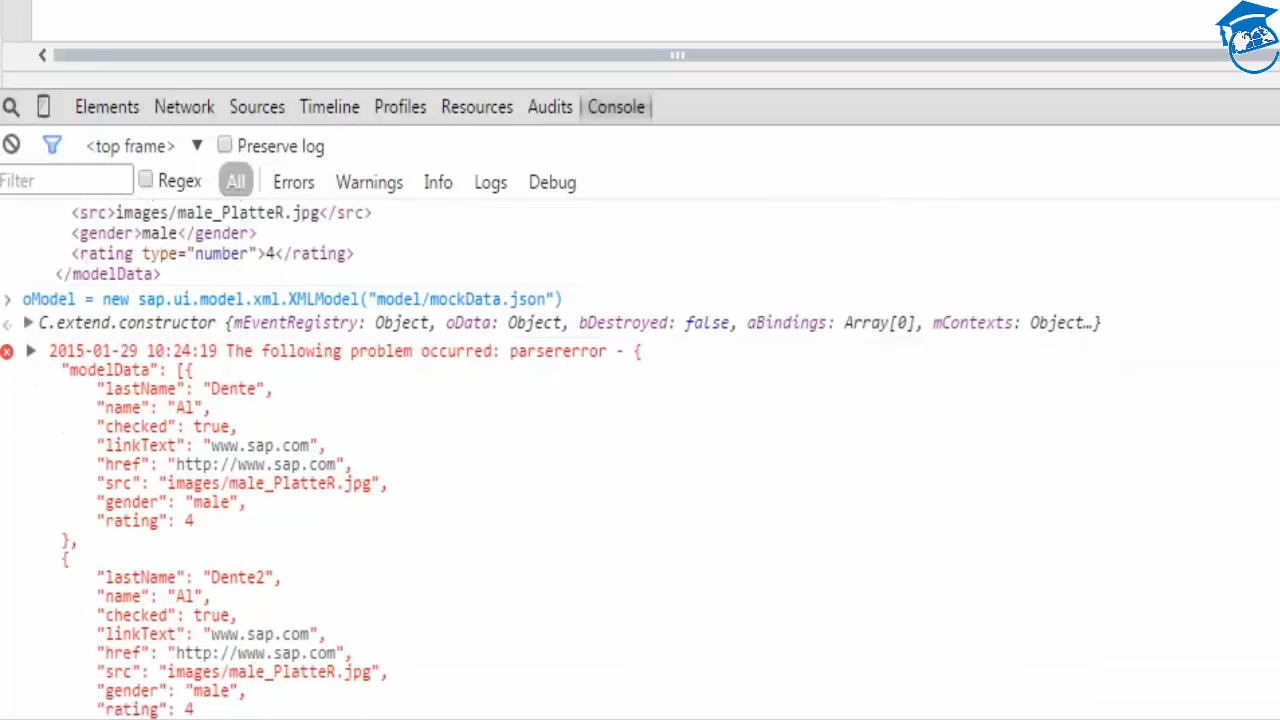 Elements Network Sources Timeline Profiles Resources Audits Console
<top frame> ▼ Preserve log
Filter Regex All Errors Warnings Info Logs Debug
<src>images/male_PlatteR.jpg</src>
<gender>male</gender>
<rating type="number">4</rating>
</modelData>
oModel = new sap.ui.model.xml.XMLModel("model/mockData.json")
C.extend.constructor {mEventRegistry: Object, oData: Object, bDestroyed: false, aBindings: Array[0], mContexts: Object…}
2015-01-29 10:24:19 The following problem occurred: parsererror - {
"modelData": [{
"lastName": "Dente",
"name": "Al",
"checked": true,
"linkText": "www.sap.com",
"href": "http://www.sap.com",
"src": "images/male_PlatteR.jpg",
"gender": "male",
"rating": 4
},
{
"lastName": "Dente2",
"name": "Al",
"checked": true,
"linkText": "www.sap.com",
"href": "http://www.sap.com",
"src": "images/male_PlatteR.jpg",
"gender": "male",
"rating": 4